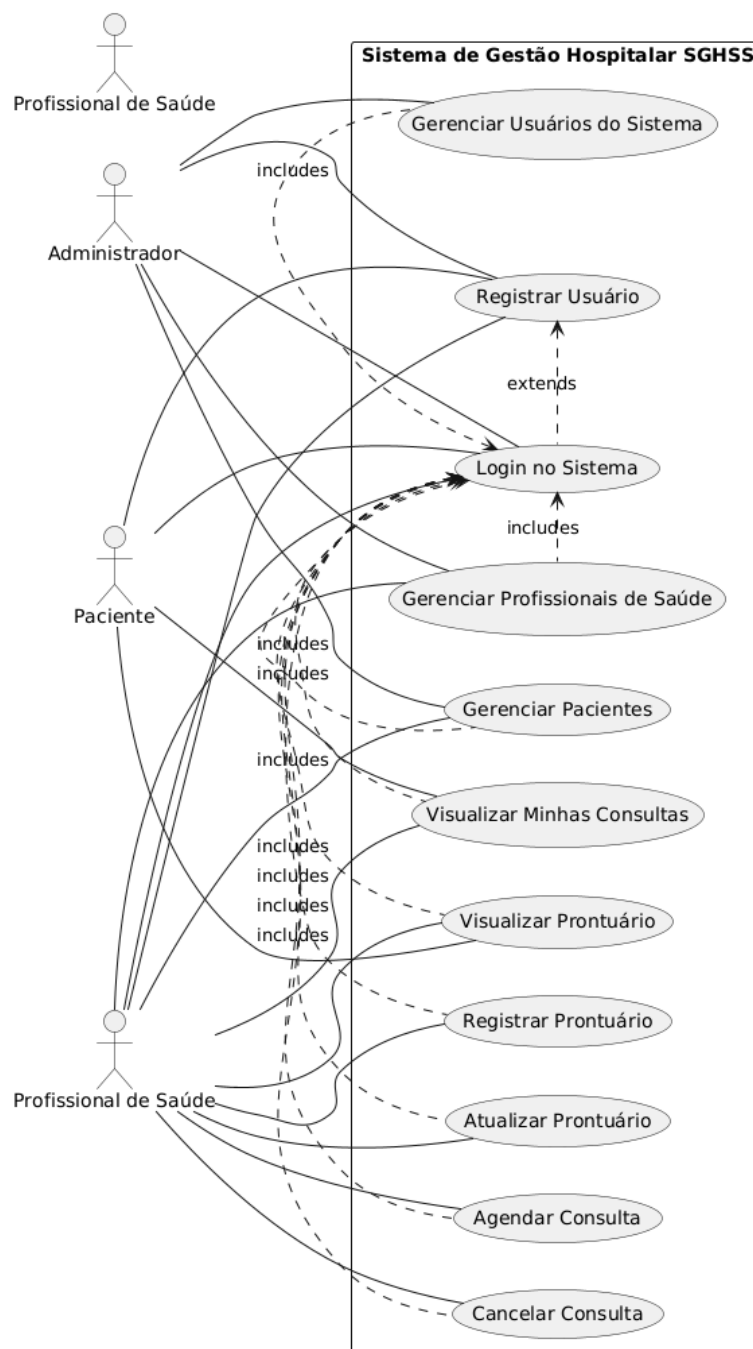 Profissional de Saúde
Sistema de Gestão Hospitalar SGHSS
Gerenciar Usuários do Sistema
includes
Administrador
Registrar Usuário
extends
Login no Sistema
includes
Paciente
Gerenciar Profissionais de Saúde
includes
includes
Gerenciar Pacientes
includes
Visualizar Minhas Consultas
includes
includes
includes
Visualizar Prontuário
includes
Registrar Prontuário
Profissional de Saúde
Atualizar Prontuário
Agendar Consulta
Cancelar Consulta